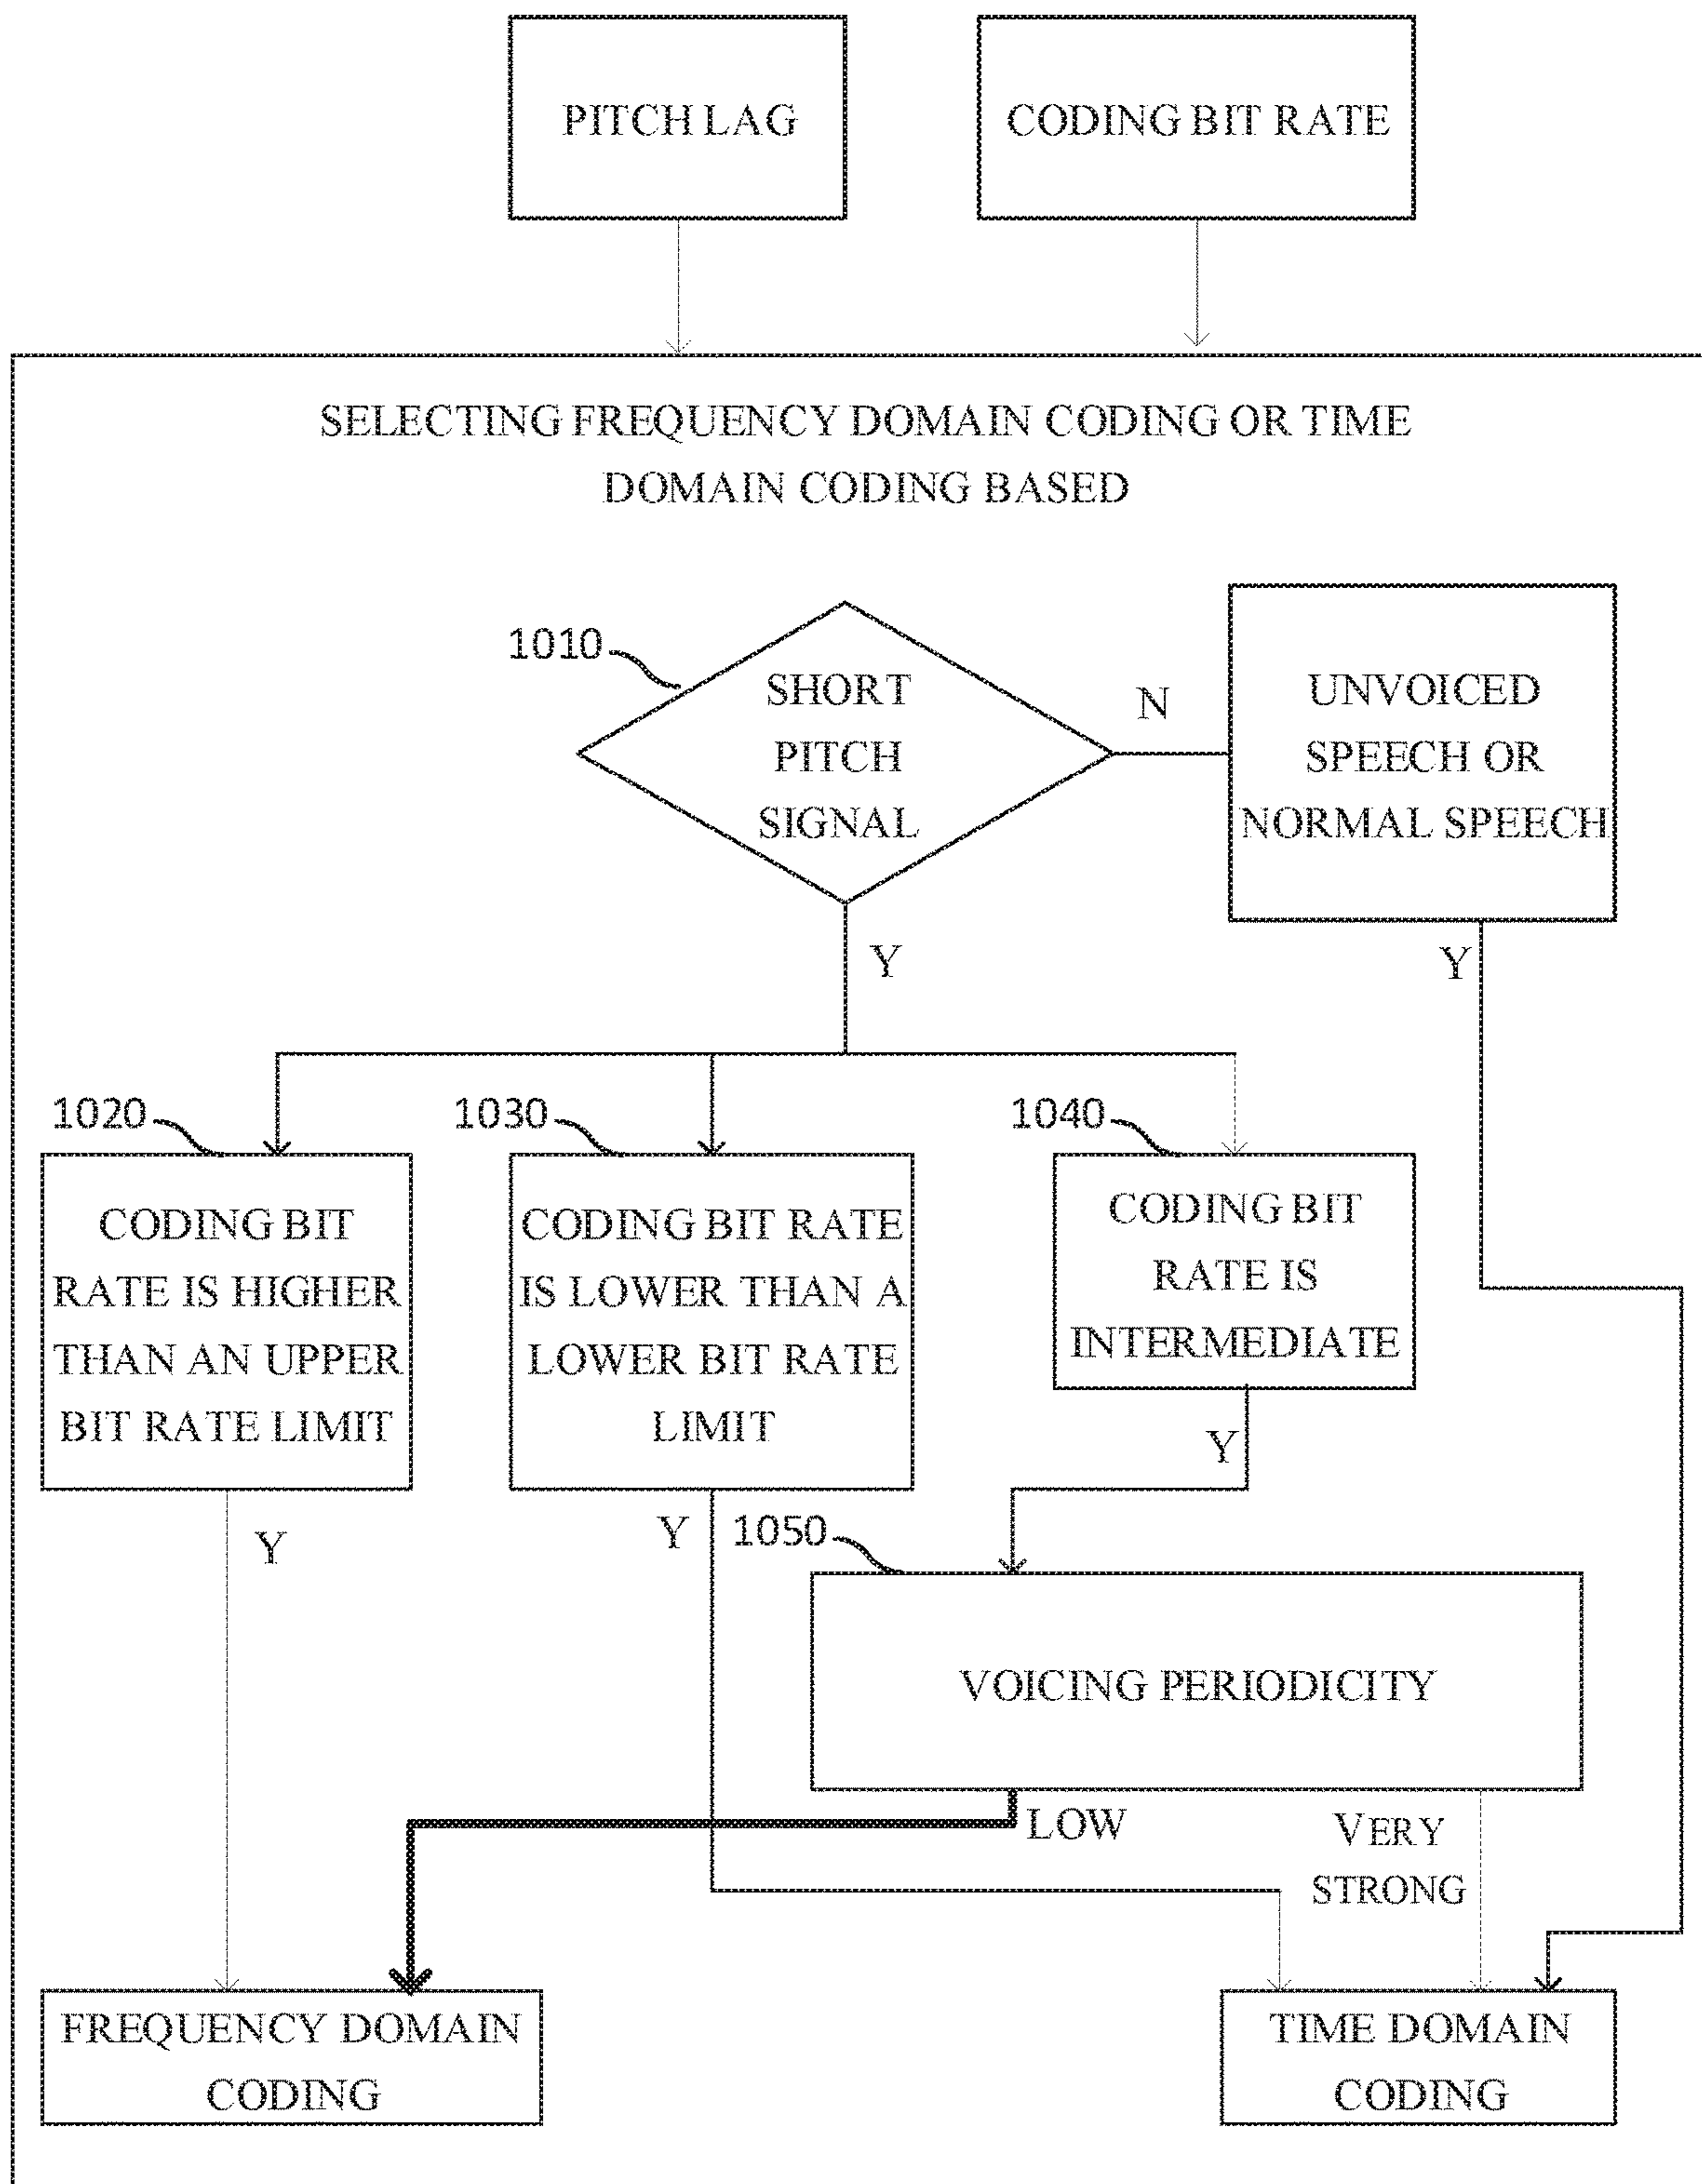 PITCH LAG
CODING BIT RATE
SELECTING FREQUENCY DOMAIN CODING OR TIME
DOMAIN CODING BASED
1010
SHORT
PITCH
SIGNAL
N
UNVOICED
SPEECH OR
NORMAL SPEECH
Y
Y
1020
1030
1040
CODING BIT
RATE IS HIGHER
THAN AN UPPER
BIT RATE LIMIT
CODING BIT RATE
IS LOWER THAN A
LOWER BIT RATE
LIMIT
CODING BIT
RATE IS
INTERMEDIATE
Y
Y
Y
1050
VOICING PERIODICITY
LOW
VERY
STRONG
FREQUENCY DOMAIN
CODING
TIME DOMAIN
CODING